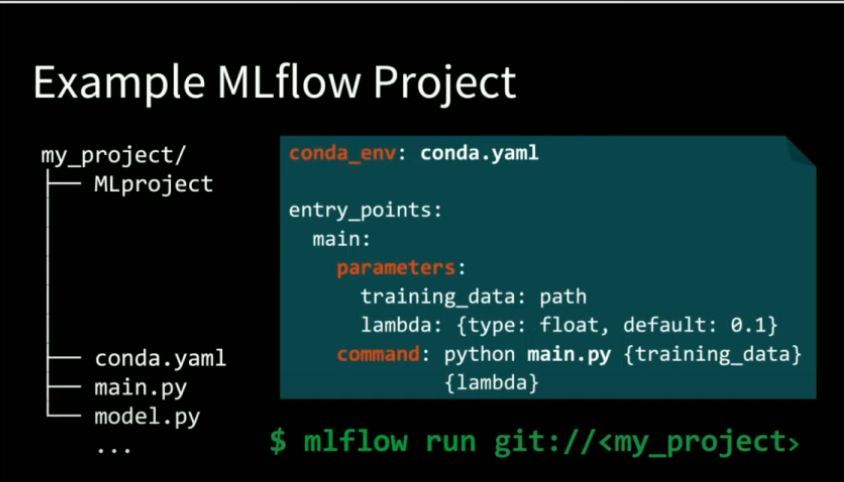 Example MLflow Project
my_project/
MLproject
conda.yaml
main.py
model.py
...
conda_env: conda.yaml
entry_points:
main:
parameters:
training_data: path
lambda: {type: float, default: 0.1}
command: python main.py {training_data}
{lambda}
$ mlflow run git://<my_project>